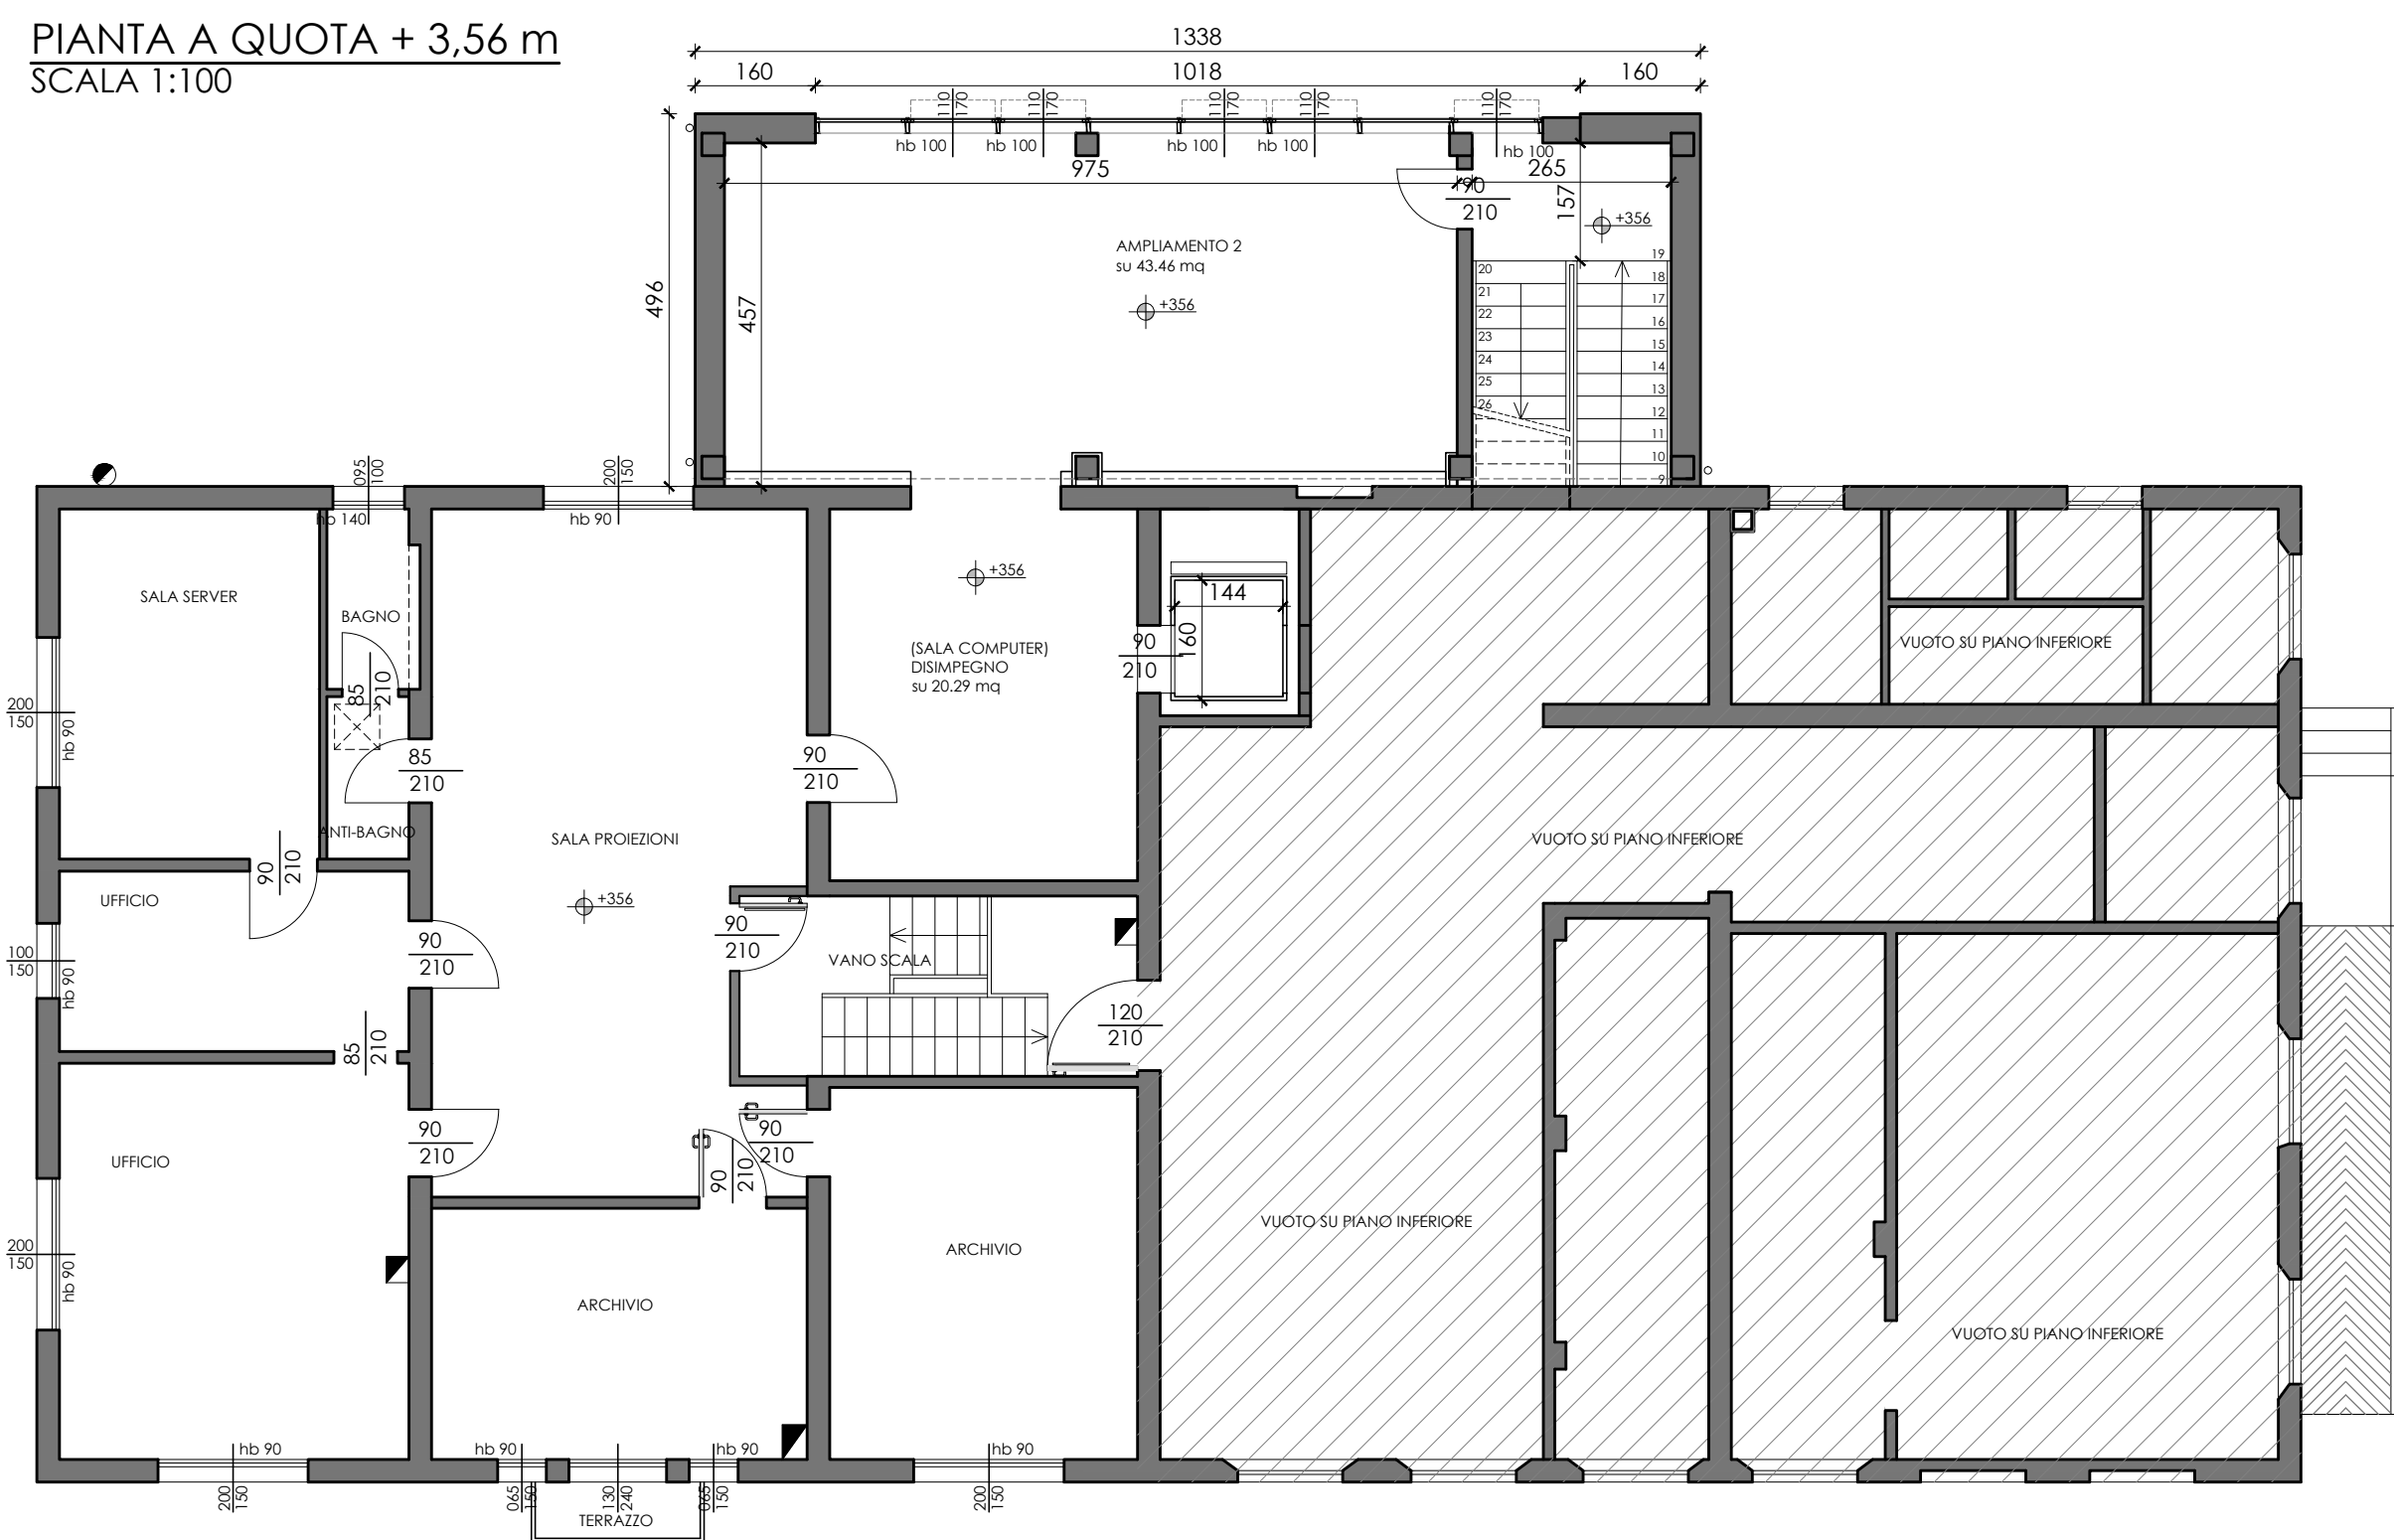 PIANTA A QUOTA + 3,56 m
SCALA 1:100
1338
160
1018
160
110
170
110
170
110
170
110
170
110
170
hb 100
hb 100
hb 100
hb 100
hb 100
975
265
90
210
157
+356
AMPLIAMENTO 2
su 43.46 mq
+356
496
457
19
18
17
16
15
14
13
12
11
10
9
20
21
22
23
24
25
26
095
100
hb 140
200
150
hb 90
SALA SERVER
BAGNO
85
210
+356
(SALA COMPUTER)
DISIMPEGNO
su 20.29 mq
144
160
90
210
VUOTO SU PIANO INFERIORE
200
150
hb 90
85
210
90
210
ANTI-BAGNO
SALA PROIEZIONI
VUOTO SU PIANO INFERIORE
90
210
UFFICIO
+356
90
210
90
210
VANO SCALA
100
150
hb 90
120
210
85
210
90
210
90
210
90
210
UFFICIO
VUOTO SU PIANO INFERIORE
ARCHIVIO
200
150
hb 90
ARCHIVIO
VUOTO SU PIANO INFERIORE
hb 90
hb 90
hb 90
hb 90
200
150
065
150
130
240
065
150
200
150
TERRAZZO